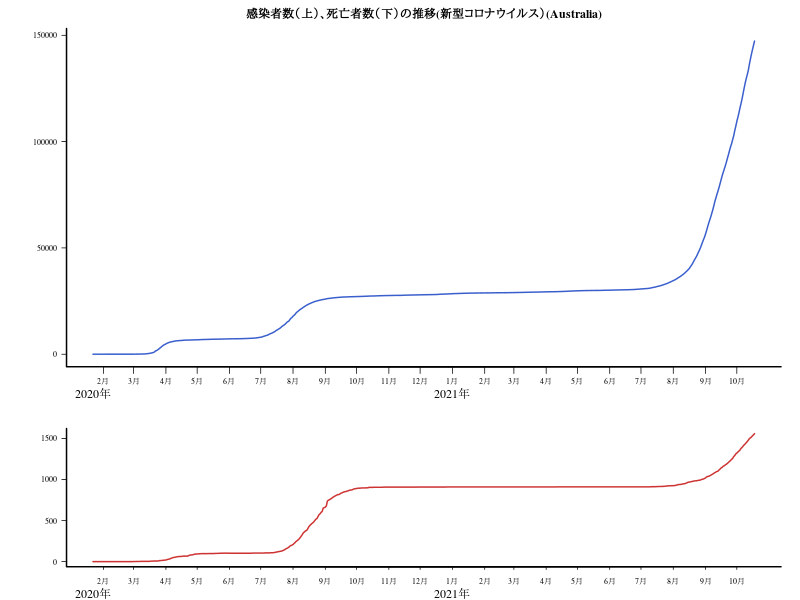 感染者数（上）、死亡者数（下）の推移(新型コロナウイルス）(Australia)
150000
100000
50000
0
2月 3月 4月 5月 6月 7月 8月 9月 10月 11月 12月 1月 2月 3月 4月 5月 6月 7月 8月 9月 10月
2020年 2021年
1500
1000
500
0
2月 3月 4月 5月 6月 7月 8月 9月 10月 11月 12月 1月 2月 3月 4月 5月 6月 7月 8月 9月 10月
2020年 2021年